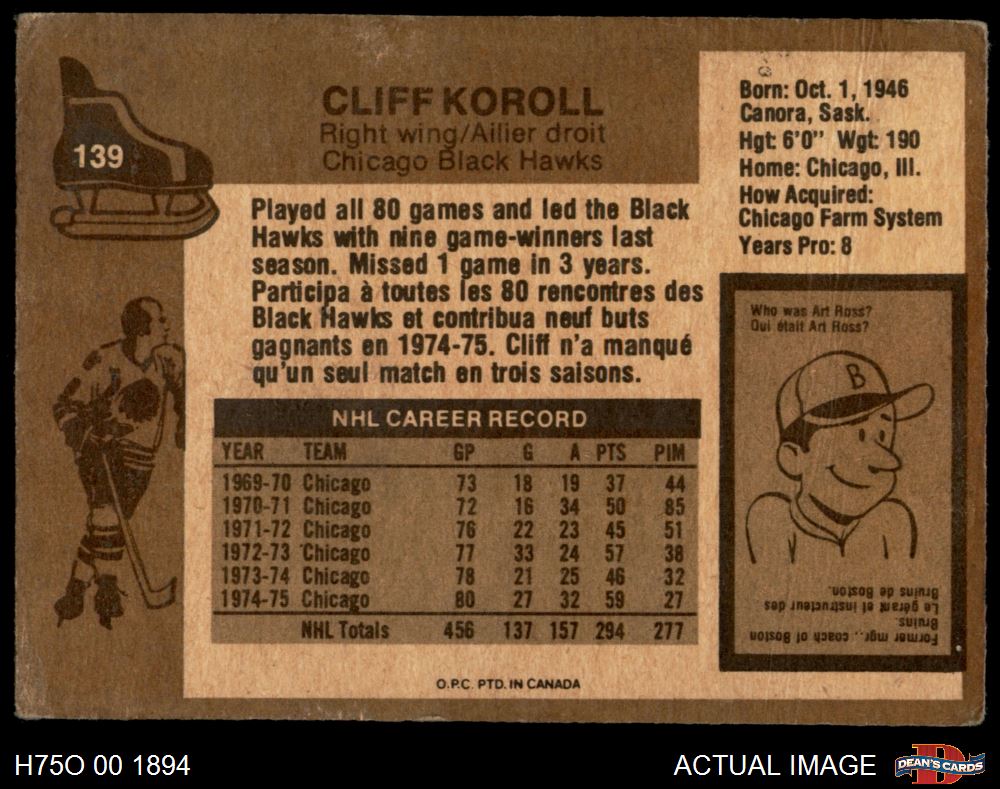 139
CLIFF KOROLL
Right wing/Ailier droit
Chicago Black Hawks
Born: Oct. 1, 1946
Canora, Sask.
Hgt: 6'0" Wgt: 190
Home: Chicago, Ill.
How Acquired:
Chicago Farm System
Years Pro: 8
Played all 80 games and led the Black
Hawks with nine game-winners last
season. Missed 1 game in 3 years.
Participa à toutes les 80 rencontres des
Black Hawks et contribua neuf buts
gagnants en 1974-75. Cliff n'a manqué
qu'un seul match en trois saisons.
NHL CAREER RECORD
YEAR TEAM GP G A PTS PIM
1969-70 Chicago 73 18 19 37 44
1970-71 Chicago 72 16 34 50 85
1971-72 Chicago 76 22 23 45 51
1972-73 Chicago 77 33 24 57 38
1973-74 Chicago 78 21 25 46 32
1974-75 Chicago 80 27 32 59 27
NHL Totals 456 137 157 294 277
O.P.C. PTD. IN CANADA
Who was Art Ross?
Qui était Art Ross?
B
Former mgr., coach of Boston
Bruins.
Le gérant et instructeur des
Bruins de Boston.
H75O 00 1894
ACTUAL IMAGE
D
DEAN'S CARDS